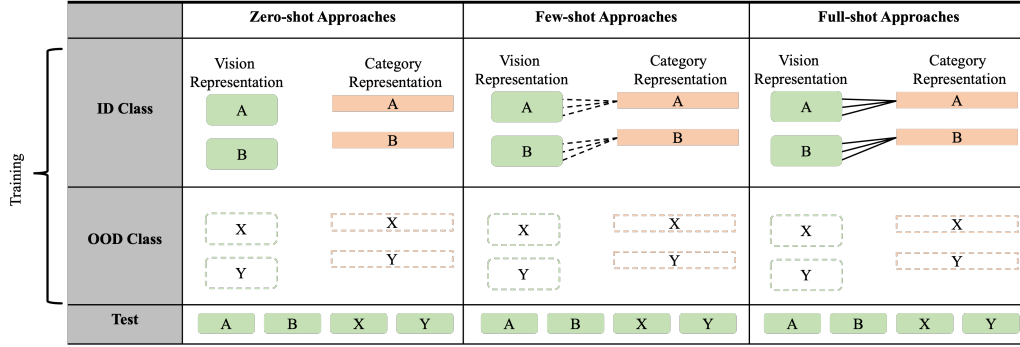 Zero-shot Approaches Few-shot Approaches Full-shot Approaches
Training
ID Class
Vision Representation
Category Representation
A A
B B
Vision Representation
Category Representation
A A
B B
Vision Representation
Category Representation
A A
B B
OOD Class
X X
Y Y
X X
Y Y
X X
Y Y
Test
A B X Y A B X Y A B X Y